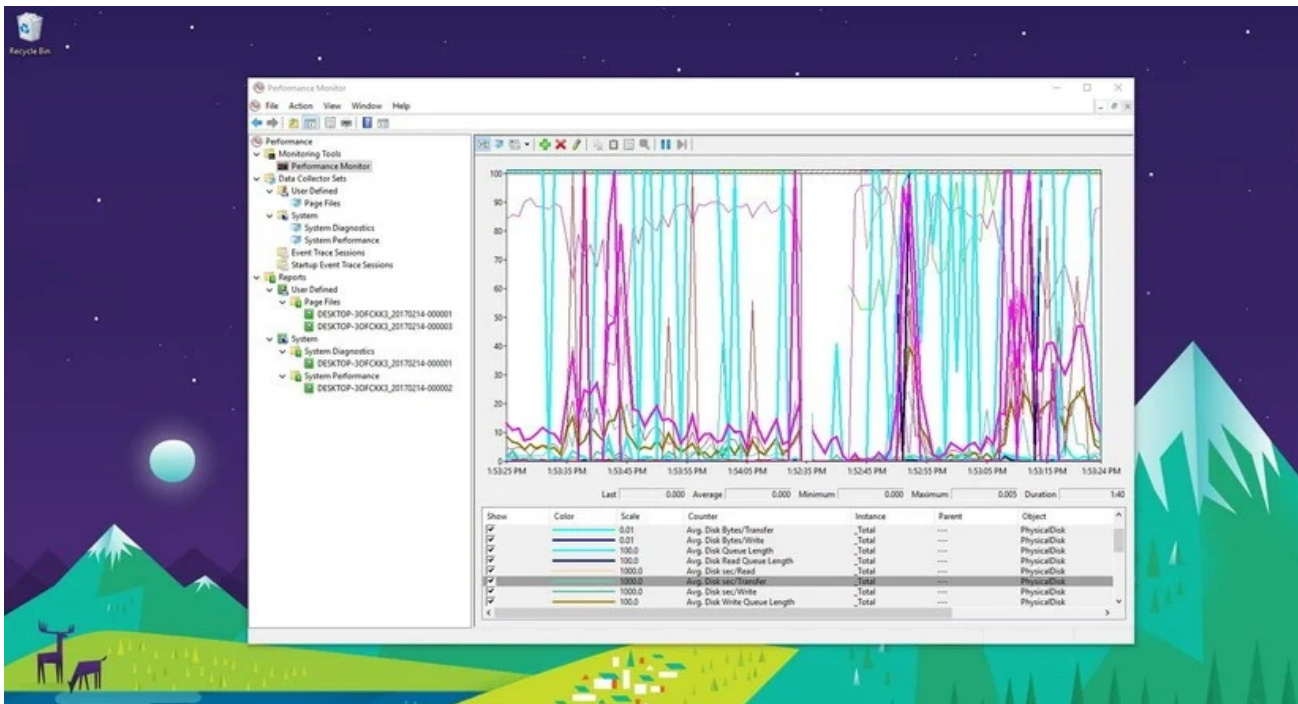 Recycle Bin
Performance Monitor
File Action View Window Help
Performance
Monitoring Tools
Performance Monitor
Data Collector Sets
User Defined
Page Files
System
System Diagnostics
System Performance
Event Trace Sessions
Startup Event Trace Sessions
Reports
User Defined
Page Files
DESKTOP-3OFCKK3_20170214-000001
DESKTOP-3OFCKK3_20170214-000003
System
System Diagnostics
DESKTOP-3OFCKK3_20170214-000001
System Performance
DESKTOP-3OFCKK3_20170214-000002
100
90
80
70
60
50
40
30
20
10
0
1:53:25 PM 1:53:35 PM 1:53:45 PM 1:53:55 PM 1:54:05 PM 1:52:35 PM 1:52:45 PM 1:52:55 PM 1:53:05 PM 1:53:15 PM 1:53:24 PM
Last 0.000 Average 0.000 Minimum 0.000 Maximum 0.005 Duration 1:40
Show Color Scale Counter Instance Parent Object
0.01 Avg. Disk Bytes/Transfer _Total --- PhysicalDisk
0.01 Avg. Disk Bytes/Write _Total --- PhysicalDisk
100.0 Avg. Disk Queue Length _Total --- PhysicalDisk
100.0 Avg. Disk Read Queue Length _Total --- PhysicalDisk
1000.0 Avg. Disk sec/Read _Total --- PhysicalDisk
1000.0 Avg. Disk sec/Transfer _Total --- PhysicalDisk
1000.0 Avg. Disk sec/Write _Total --- PhysicalDisk
100.0 Avg. Disk Write Queue Length _Total --- PhysicalDisk